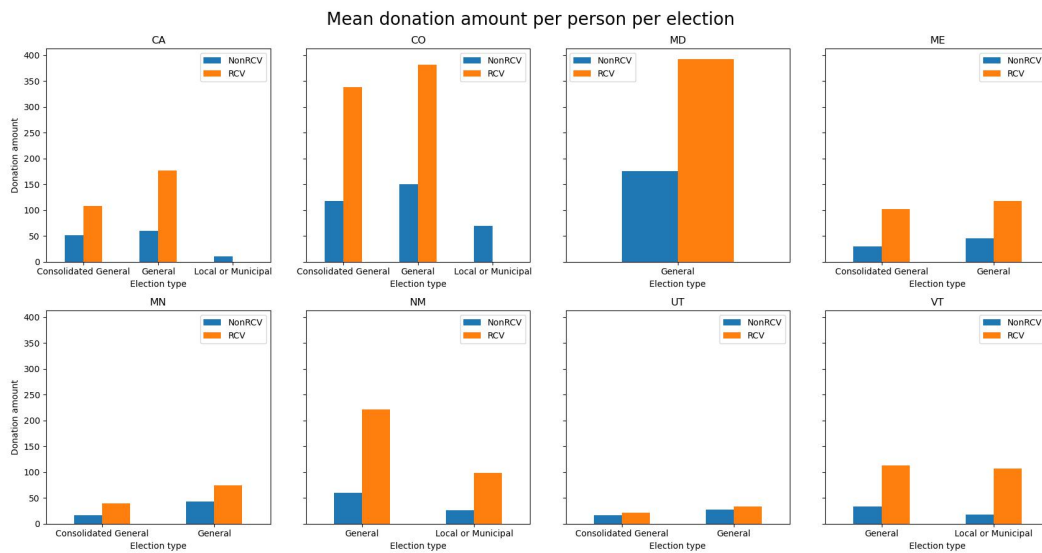 Mean donation amount per person per election
CA
NonRCV
RCV
400
350
300
250
200
150
100
50
0
Donation amount
Consolidated General General Local or Municipal
Election type
CO
NonRCV
RCV
Consolidated General General Local or Municipal
Election type
MD
NonRCV
RCV
General
Election type
ME
NonRCV
RCV
Consolidated General General
Election type
MN
NonRCV
RCV
400
350
300
250
200
150
100
50
0
Donation amount
Consolidated General General
Election type
NM
NonRCV
RCV
General Local or Municipal
Election type
UT
NonRCV
RCV
Consolidated General General
Election type
VT
NonRCV
RCV
General Local or Municipal
Election type